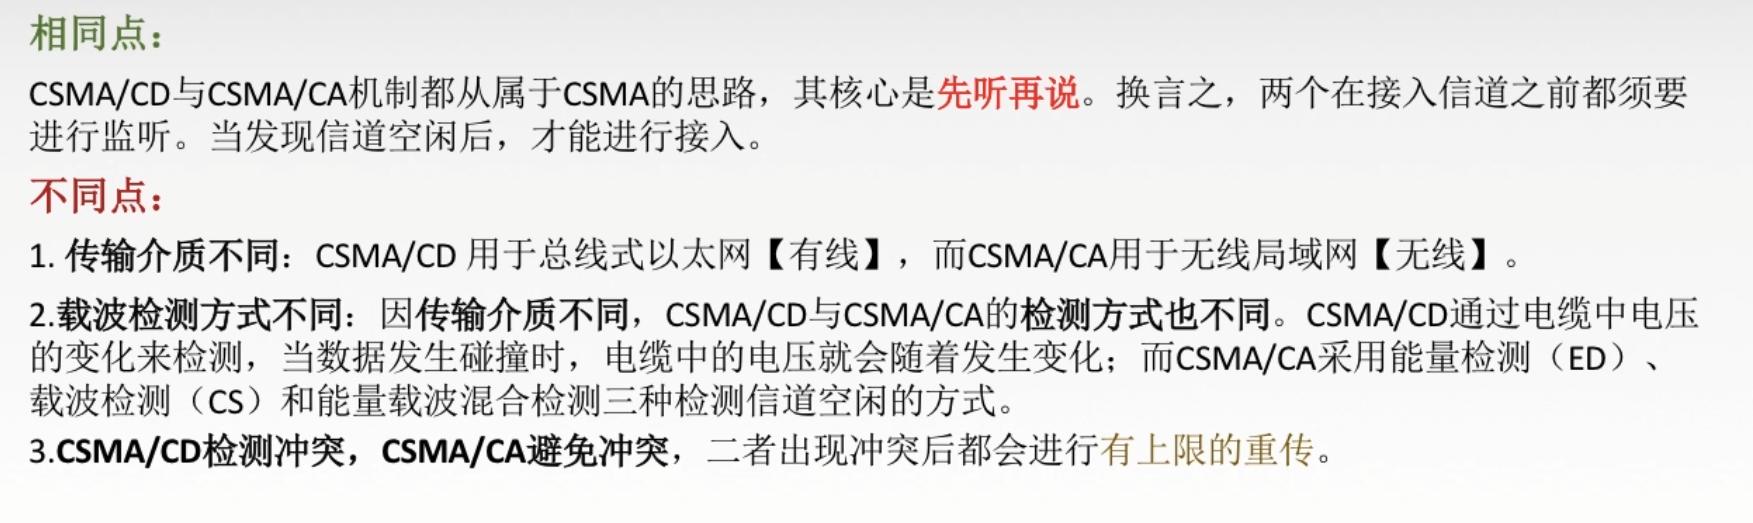 相同点：
CSMA/CD与CSMA/CA机制都从属于CSMA的思路，其核心是先听再说。换言之，两个在接入信道之前都须要
进行监听。当发现信道空闲后，才能进行接入。
不同点：
1. 传输介质不同：CSMA/CD 用于总线式以太网【有线】，而CSMA/CA用于无线局域网【无线】。
2.载波检测方式不同：因传输介质不同，CSMA/CD与CSMA/CA的检测方式也不同。CSMA/CD通过电缆中电压
的变化来检测，当数据发生碰撞时，电缆中的电压就会随着发生变化；而CSMA/CA采用能量检测（ED）、
载波检测（CS）和能量载波混合检测三种检测信道空闲的方式。
3.CSMA/CD检测冲突，CSMA/CA避免冲突，二者出现冲突后都会进行有上限的重传。